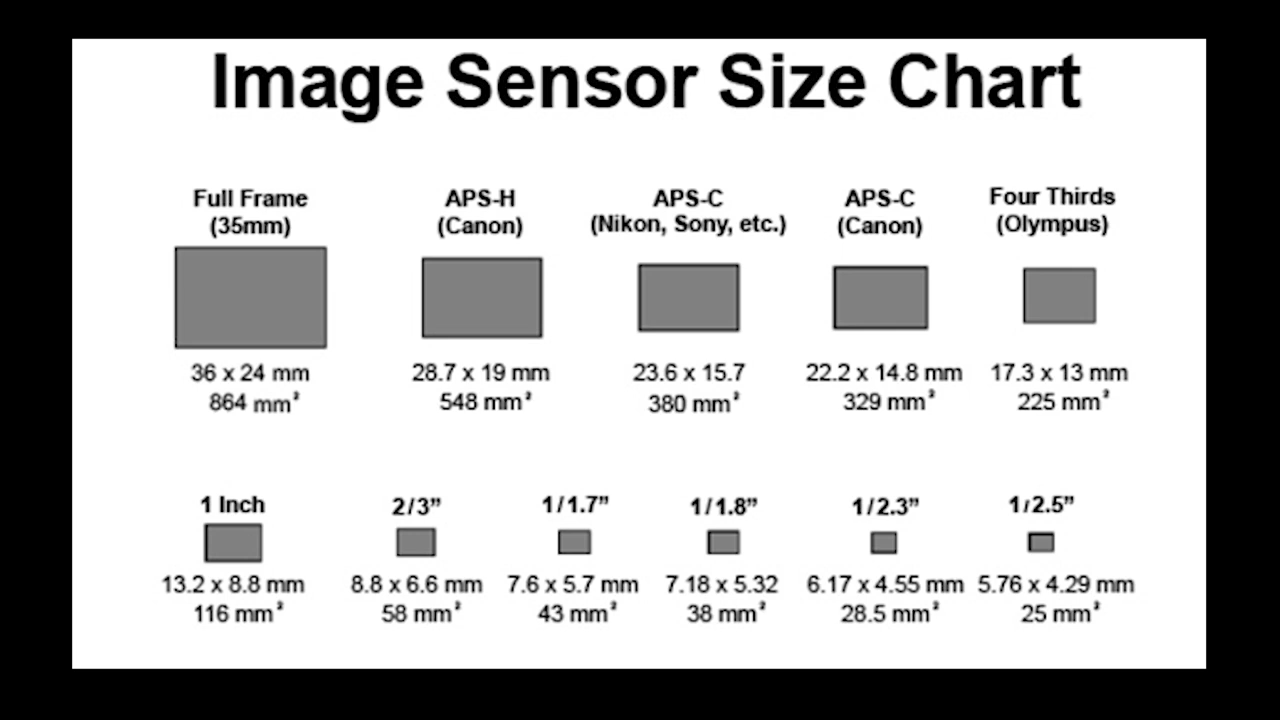 Image Sensor Size Chart
Full Frame
(35mm)
36 x 24 mm
864 mm²
APS-H
(Canon)
28.7 x 19 mm
548 mm²
APS-C
(Nikon, Sony, etc.)
23.6 x 15.7
380 mm²
APS-C
(Canon)
22.2 x 14.8 mm
329 mm²
Four Thirds
(Olympus)
17.3 x 13 mm
225 mm²
1 Inch
13.2 x 8.8 mm
116 mm²
2/3”
8.8 x 6.6 mm
58 mm²
1/1.7”
7.6 x 5.7 mm
43 mm²
1/1.8”
7.18 x 5.32
38 mm²
1/2.3”
6.17 x 4.55 mm
28.5 mm²
1/2.5”
5.76 x 4.29 mm
25 mm²